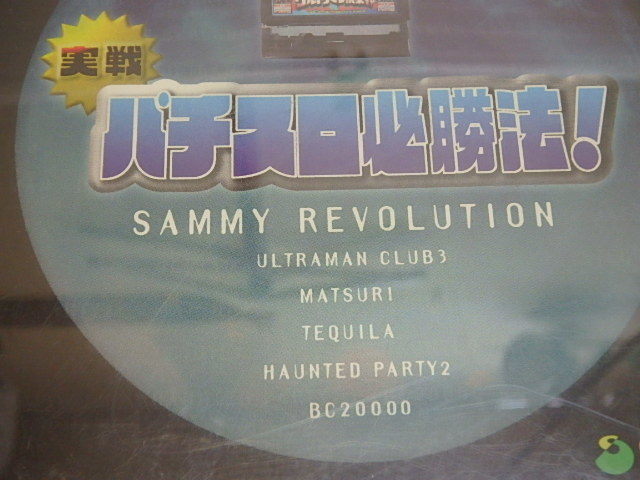 実戦
パチスロ必勝法!
SAMMY REVOLUTION
ULTRAMAN CLUB3
MATSURI
TEQUILA
HAUNTED PARTY2
BC20000